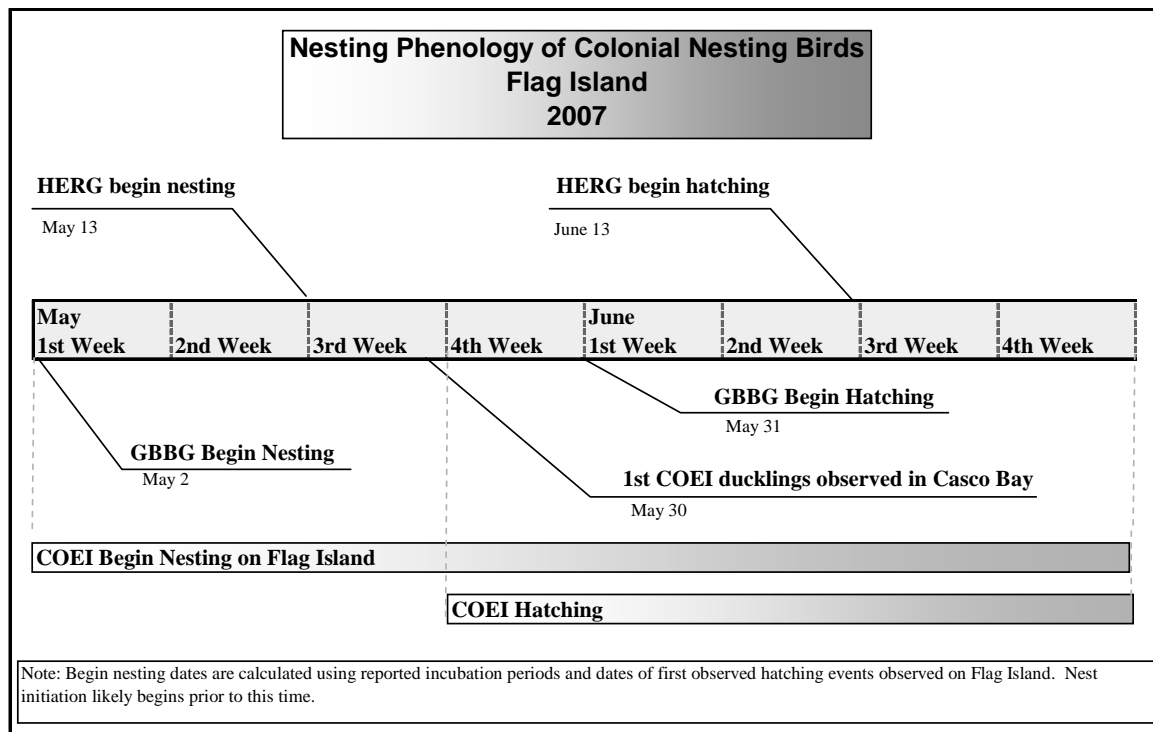 Nesting Phenology of Colonial Nesting Birds
Flag Island
2007
HERG begin nesting
May 13
HERG begin hatching
June 13
May
1st Week
2nd Week
3rd Week
4th Week
June
1st Week
2nd Week
3rd Week
4th Week
GBBG Begin Hatching
May 31
GBBG Begin Nesting
May 2
1st COEI ducklings observed in Casco Bay
May 30
COEI Begin Nesting on Flag Island
COEI Hatching
Note: Begin nesting dates are calculated using reported incubation periods and dates of first observed hatching events observed on Flag Island.  Nest
initiation likely begins prior to this time.